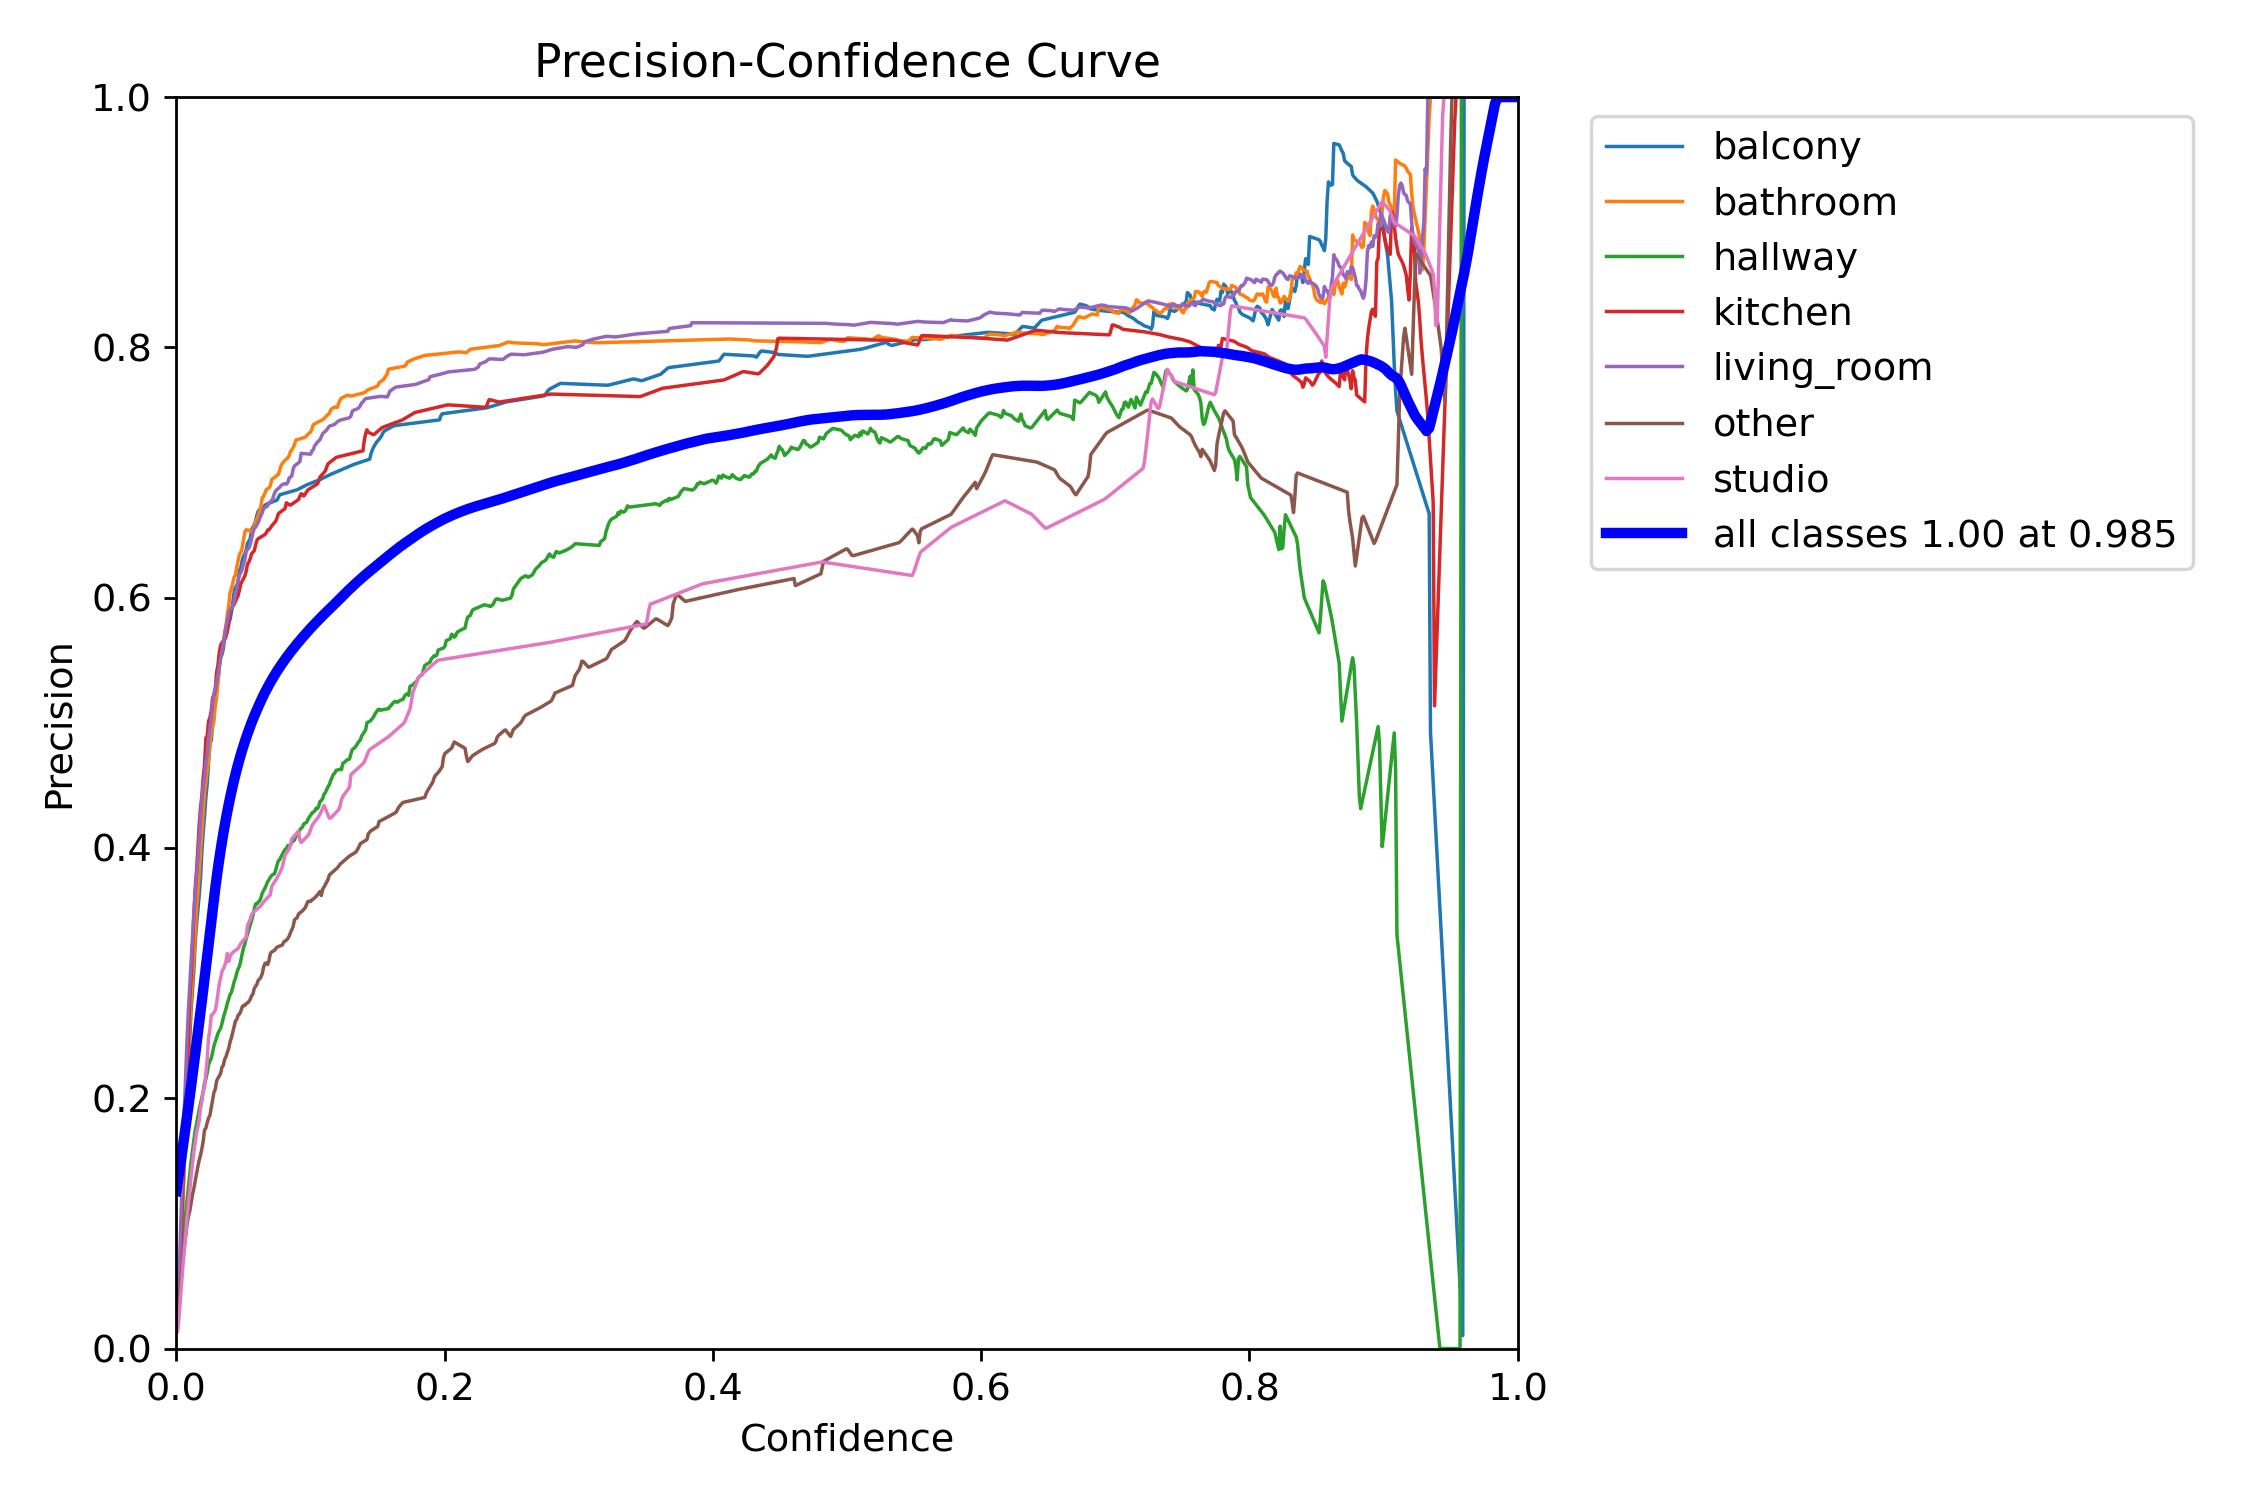 Precision-Confidence Curve
1.0
0.8
0.6
0.4
0.2
0.0
Precision
0.0 0.2 0.4 0.6 0.8 1.0
Confidence
balcony
bathroom
hallway
kitchen
living_room
other
studio
all classes 1.00 at 0.985